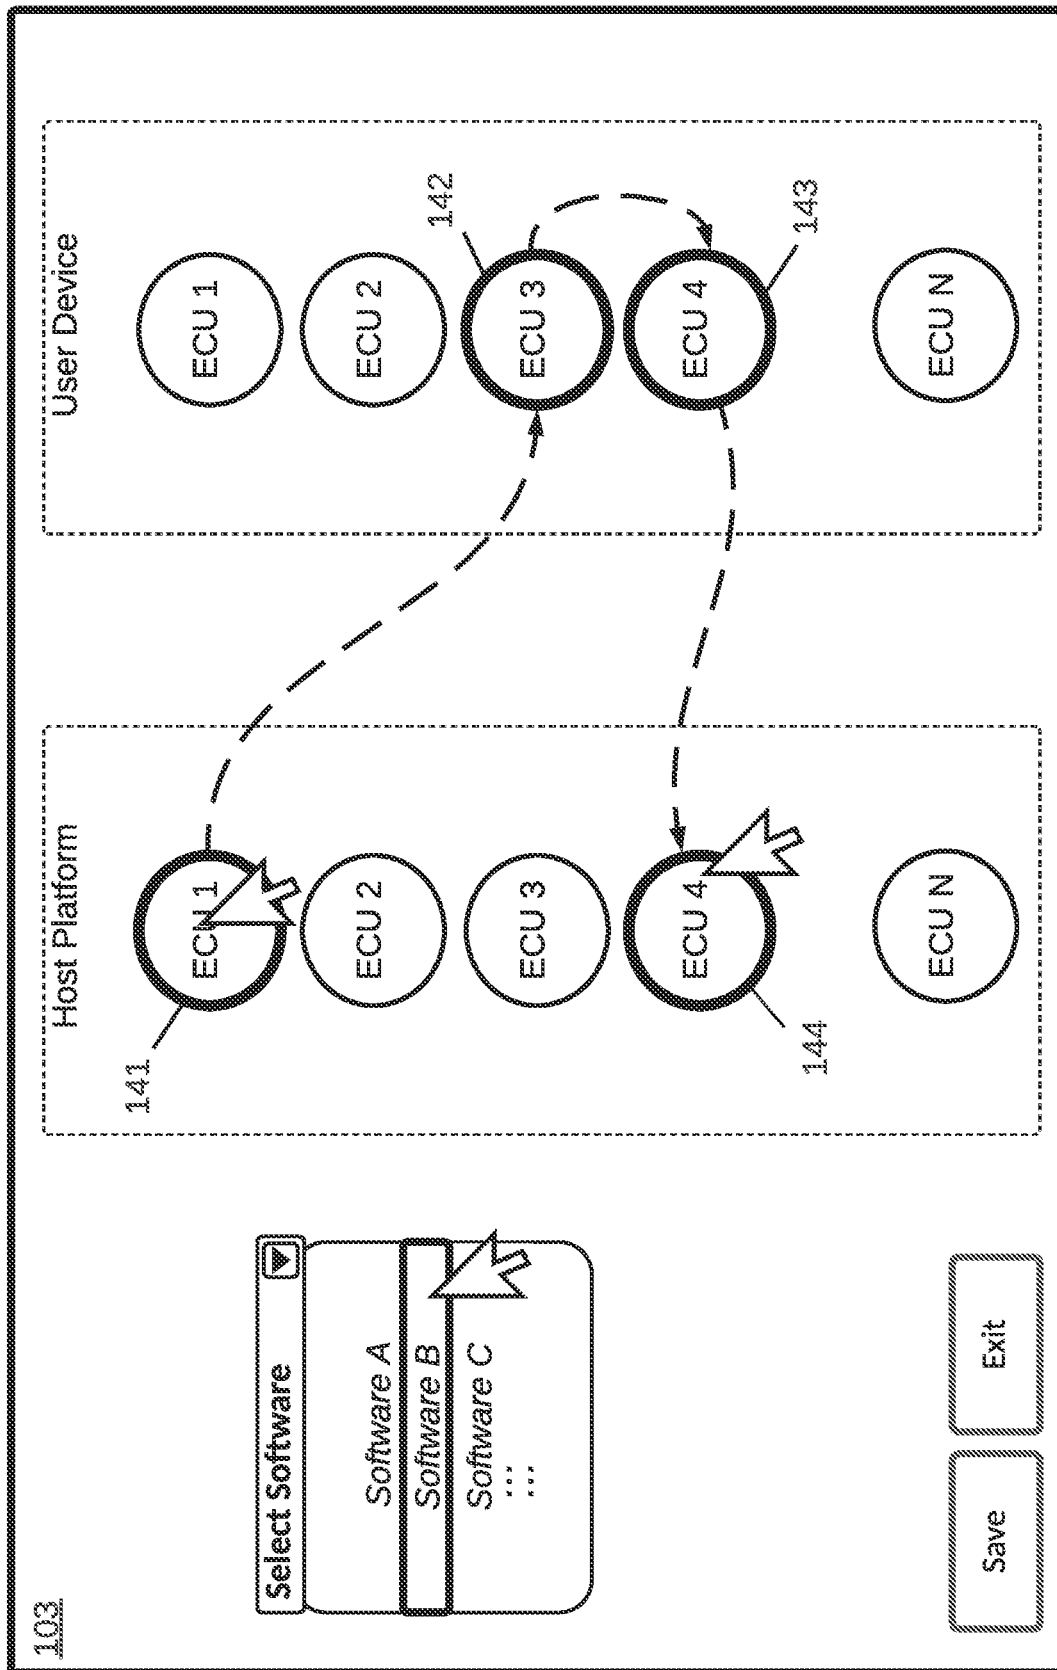 103
Select Software
Software A
Software B
Software C
...
...
Save
Exit
Host Platform
141
ECU 1
ECU 2
ECU 3
ECU 4
144
ECU N
User Device
ECU 1
ECU 2
142
ECU 3
ECU 4
143
ECU N